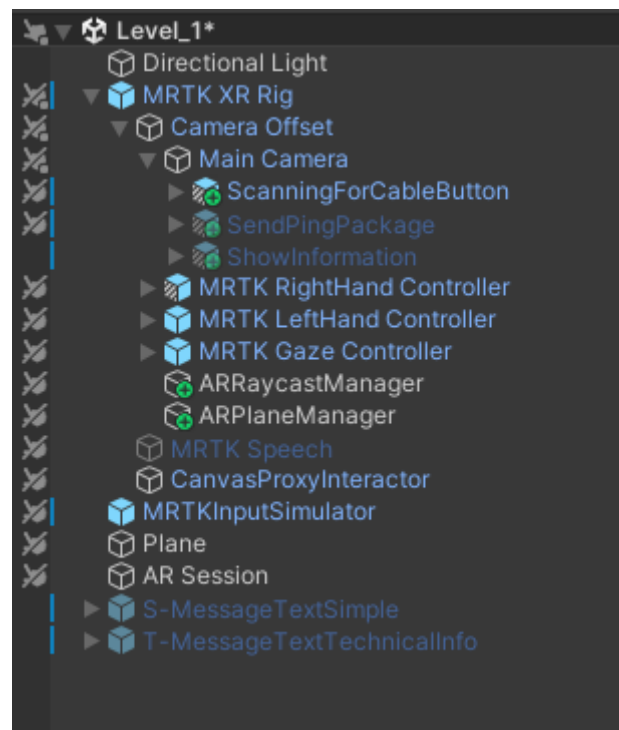 Level_1*
Directional Light
MRTK XR Rig
Camera Offset
Main Camera
ScanningForCableButton
SendPingPackage
ShowInformation
MRTK RightHand Controller
MRTK LeftHand Controller
MRTK Gaze Controller
ARRaycastManager
ARPlaneManager
MRTK Speech
CanvasProxyInteractor
MRTKInputSimulator
Plane
AR Session
S-MessageTextSimple
T-MessageTextTechnicalInfo